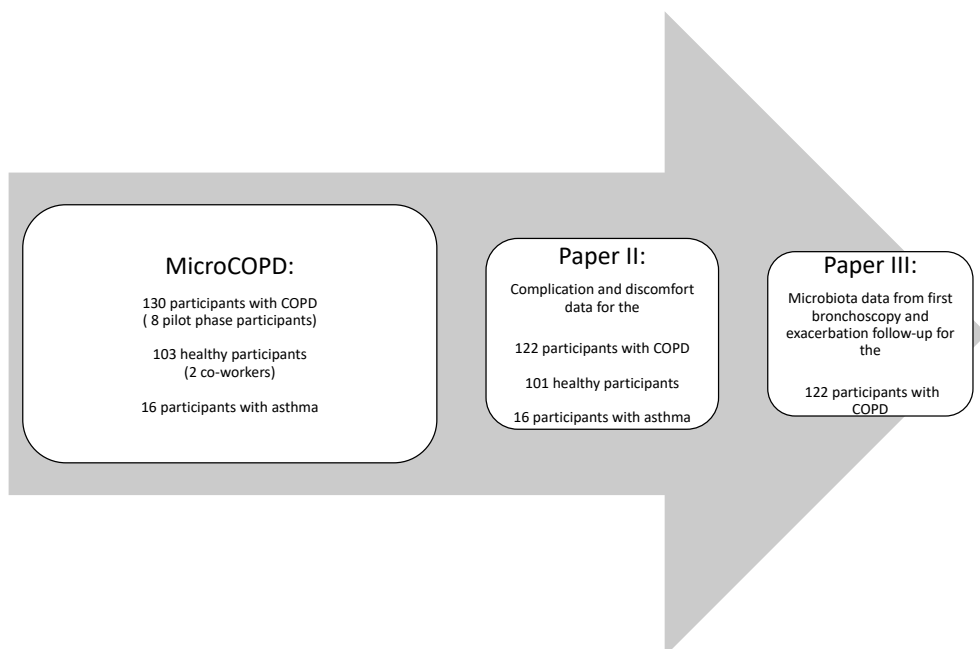 MicroCOPD:
130 participants with COPD
( 8 pilot phase participants)
103 healthy participants
(2 co-workers)
16 participants with asthma
Paper II:
Complication and discomfort
data for the
122 participants with COPD
101 healthy participants
16 participants with asthma
Paper III:
Microbiota data from first
bronchoscopy and
exacerbation follow-up for
the
122 participants with
COPD